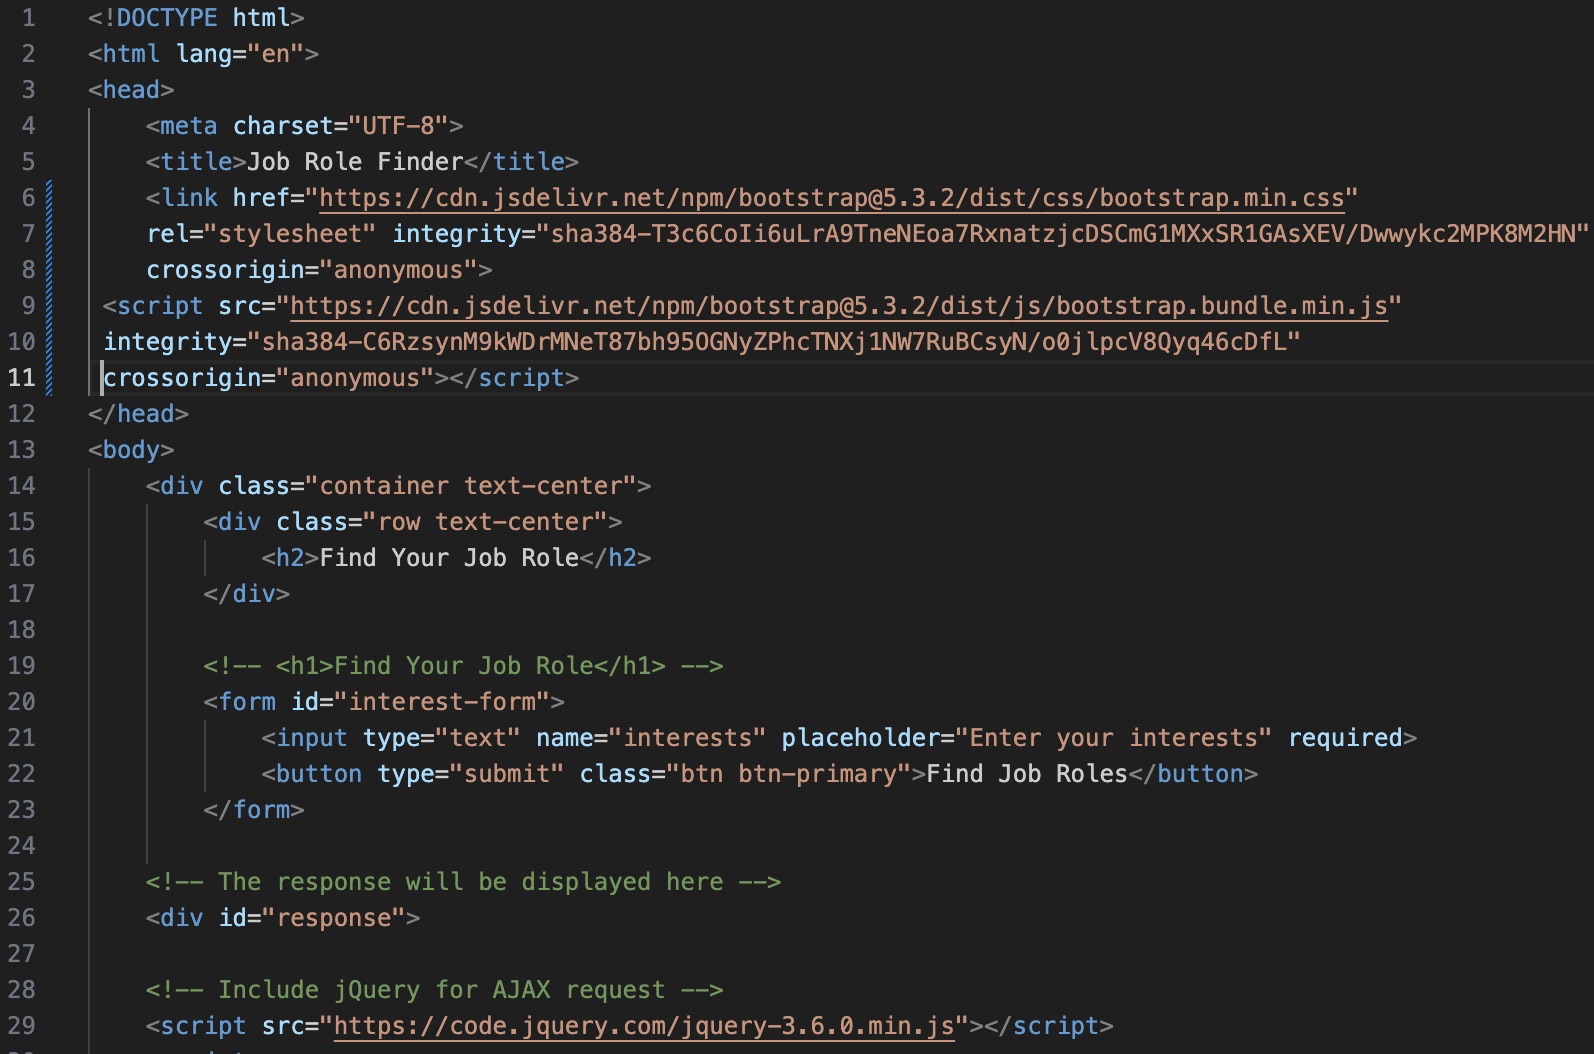 1 <!DOCTYPE html>
2 <html lang="en">
3 <head>
4 <meta charset="UTF-8">
5 <title>Job Role Finder</title>
6 <link href="https://cdn.jsdelivr.net/npm/bootstrap@5.3.2/dist/css/bootstrap.min.css"
7 rel="stylesheet" integrity="sha384-T3c6CoIi6uLrA9TneNEoa7RxnatzjcDSCmG1MXxSR1GAsXEV/Dwwykc2MPK8M2HN"
8 crossorigin="anonymous">
9 <script src="https://cdn.jsdelivr.net/npm/bootstrap@5.3.2/dist/js/bootstrap.bundle.min.js"
10 integrity="sha384-C6RzsynM9kWDrMNeT87bh95OGNyZPhcTNXj1NW7RuBCsyN/o0jlpcV8Qyq46cDfL"
11 crossorigin="anonymous"></script>
12 </head>
13 <body>
14 <div class="container text-center">
15 <div class="row text-center">
16 <h2>Find Your Job Role</h2>
17 </div>
18
19 <!-- <h1>Find Your Job Role</h1> -->
20 <form id="interest-form">
21 <input type="text" name="interests" placeholder="Enter your interests" required>
22 <button type="submit" class="btn btn-primary">Find Job Roles</button>
23 </form>
24
25 <!-- The response will be displayed here -->
26 <div id="response">
27
28 <!-- Include jQuery for AJAX request -->
29 <script src="https://code.jquery.com/jquery-3.6.0.min.js"></script>